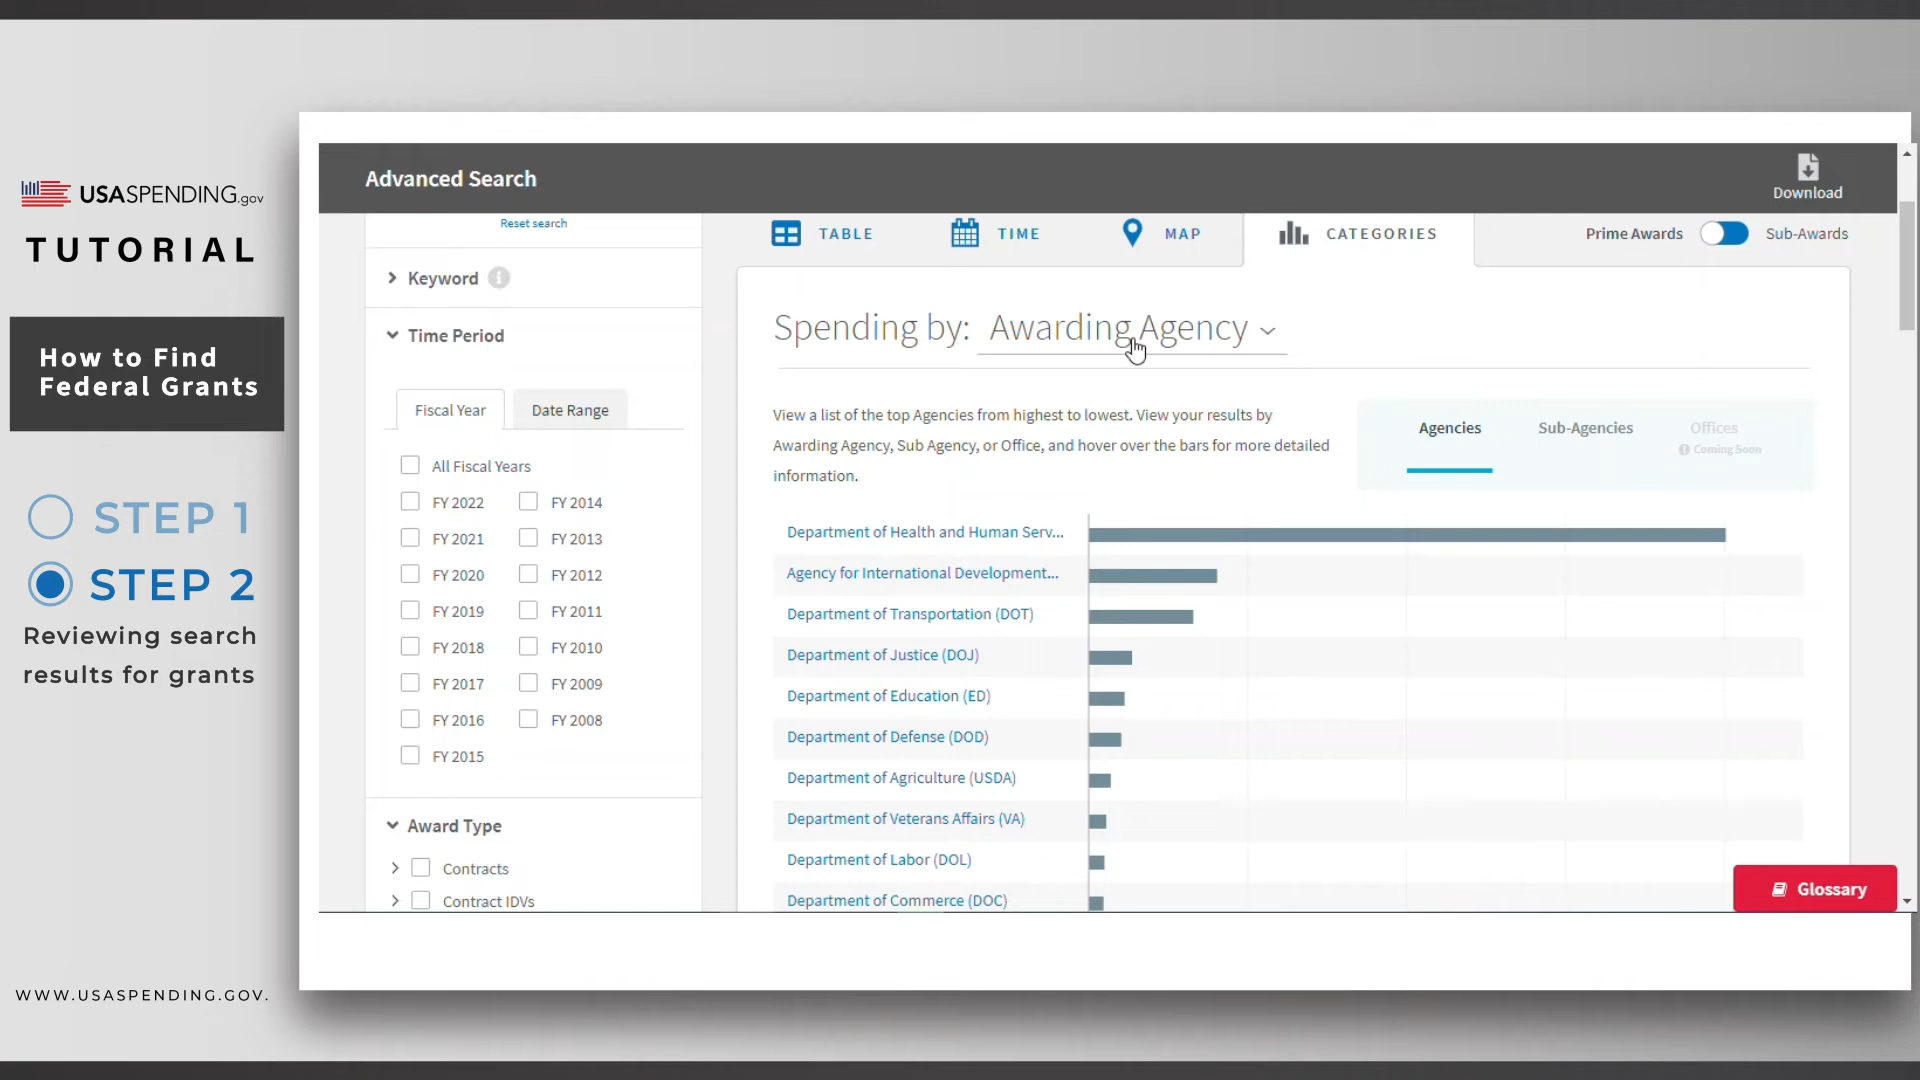 USASPENDING.gov
TUTORIAL
How to Find
Federal Grants
STEP 1
STEP 2
Reviewing search
results for grants
WWW.USASPENDING.GOV.
Advanced Search
Download
Reset search
Keyword
Time Period
Fiscal Year
Date Range
All Fiscal Years
FY 2022
FY 2014
FY 2021
FY 2013
FY 2020
FY 2012
FY 2019
FY 2011
FY 2018
FY 2010
FY 2017
FY 2009
FY 2016
FY 2008
FY 2015
Award Type
Contracts
Contract IDVs
TABLE
TIME
MAP
CATEGORIES
Prime Awards
Sub-Awards
Spending by: Awarding Agency
View a list of the top Agencies from highest to lowest. View your results by
Awarding Agency, Sub Agency, or Office, and hover over the bars for more detailed
information.
Agencies
Sub-Agencies
Offices
Coming Soon
Department of Health and Human Serv...
Agency for International Development...
Department of Transportation (DOT)
Department of Justice (DOJ)
Department of Education (ED)
Department of Defense (DOD)
Department of Agriculture (USDA)
Department of Veterans Affairs (VA)
Department of Labor (DOL)
Department of Commerce (DOC)
Glossary